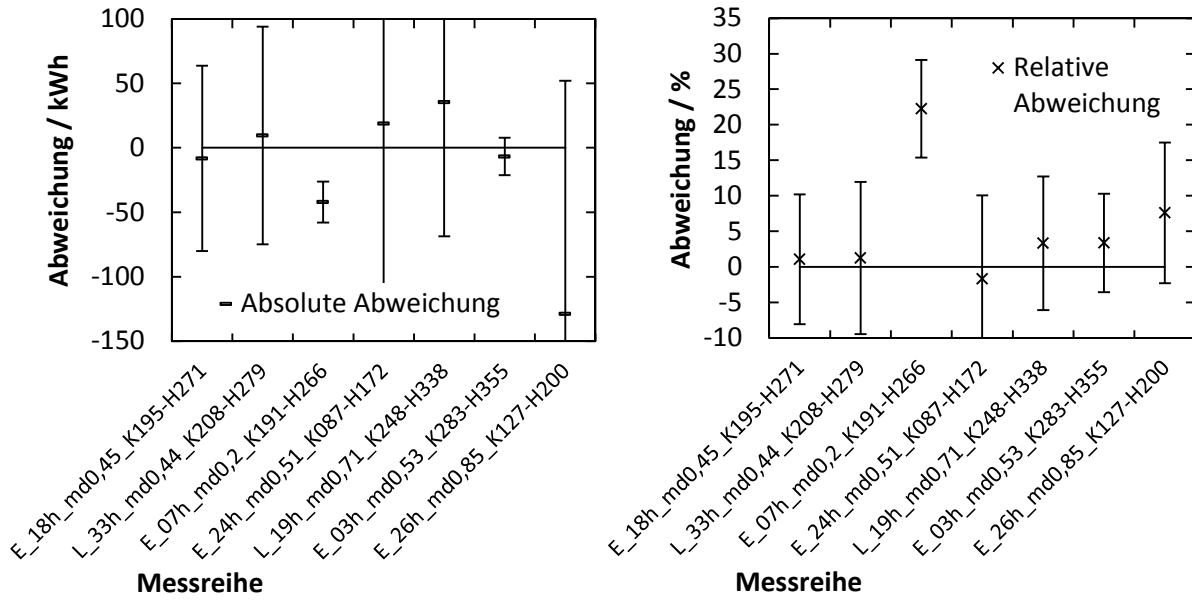 Abweichung / kWh
100
50
0
-50
-100
-150
Absolute Abweichung
E_18h_md0,45_K195-H271
L_33h_md0,44_K208-H279
E_07h_md0,2_K191-H266
E_24h_md0,51_K087-H172
L_19h_md0,71_K248-H338
E_03h_md0,53_K283-H355
E_26h_md0,85_K127-H200
Messreihe
Abweichung / %
35
30
25
20
15
10
5
0
-5
-10
Relative
Abweichung
E_18h_md0,45_K195-H271
L_33h_md0,44_K208-H279
E_07h_md0,2_K191-H266
E_24h_md0,51_K087-H172
L_19h_md0,71_K248-H338
E_03h_md0,53_K283-H355
E_26h_md0,85_K127-H200
Messreihe